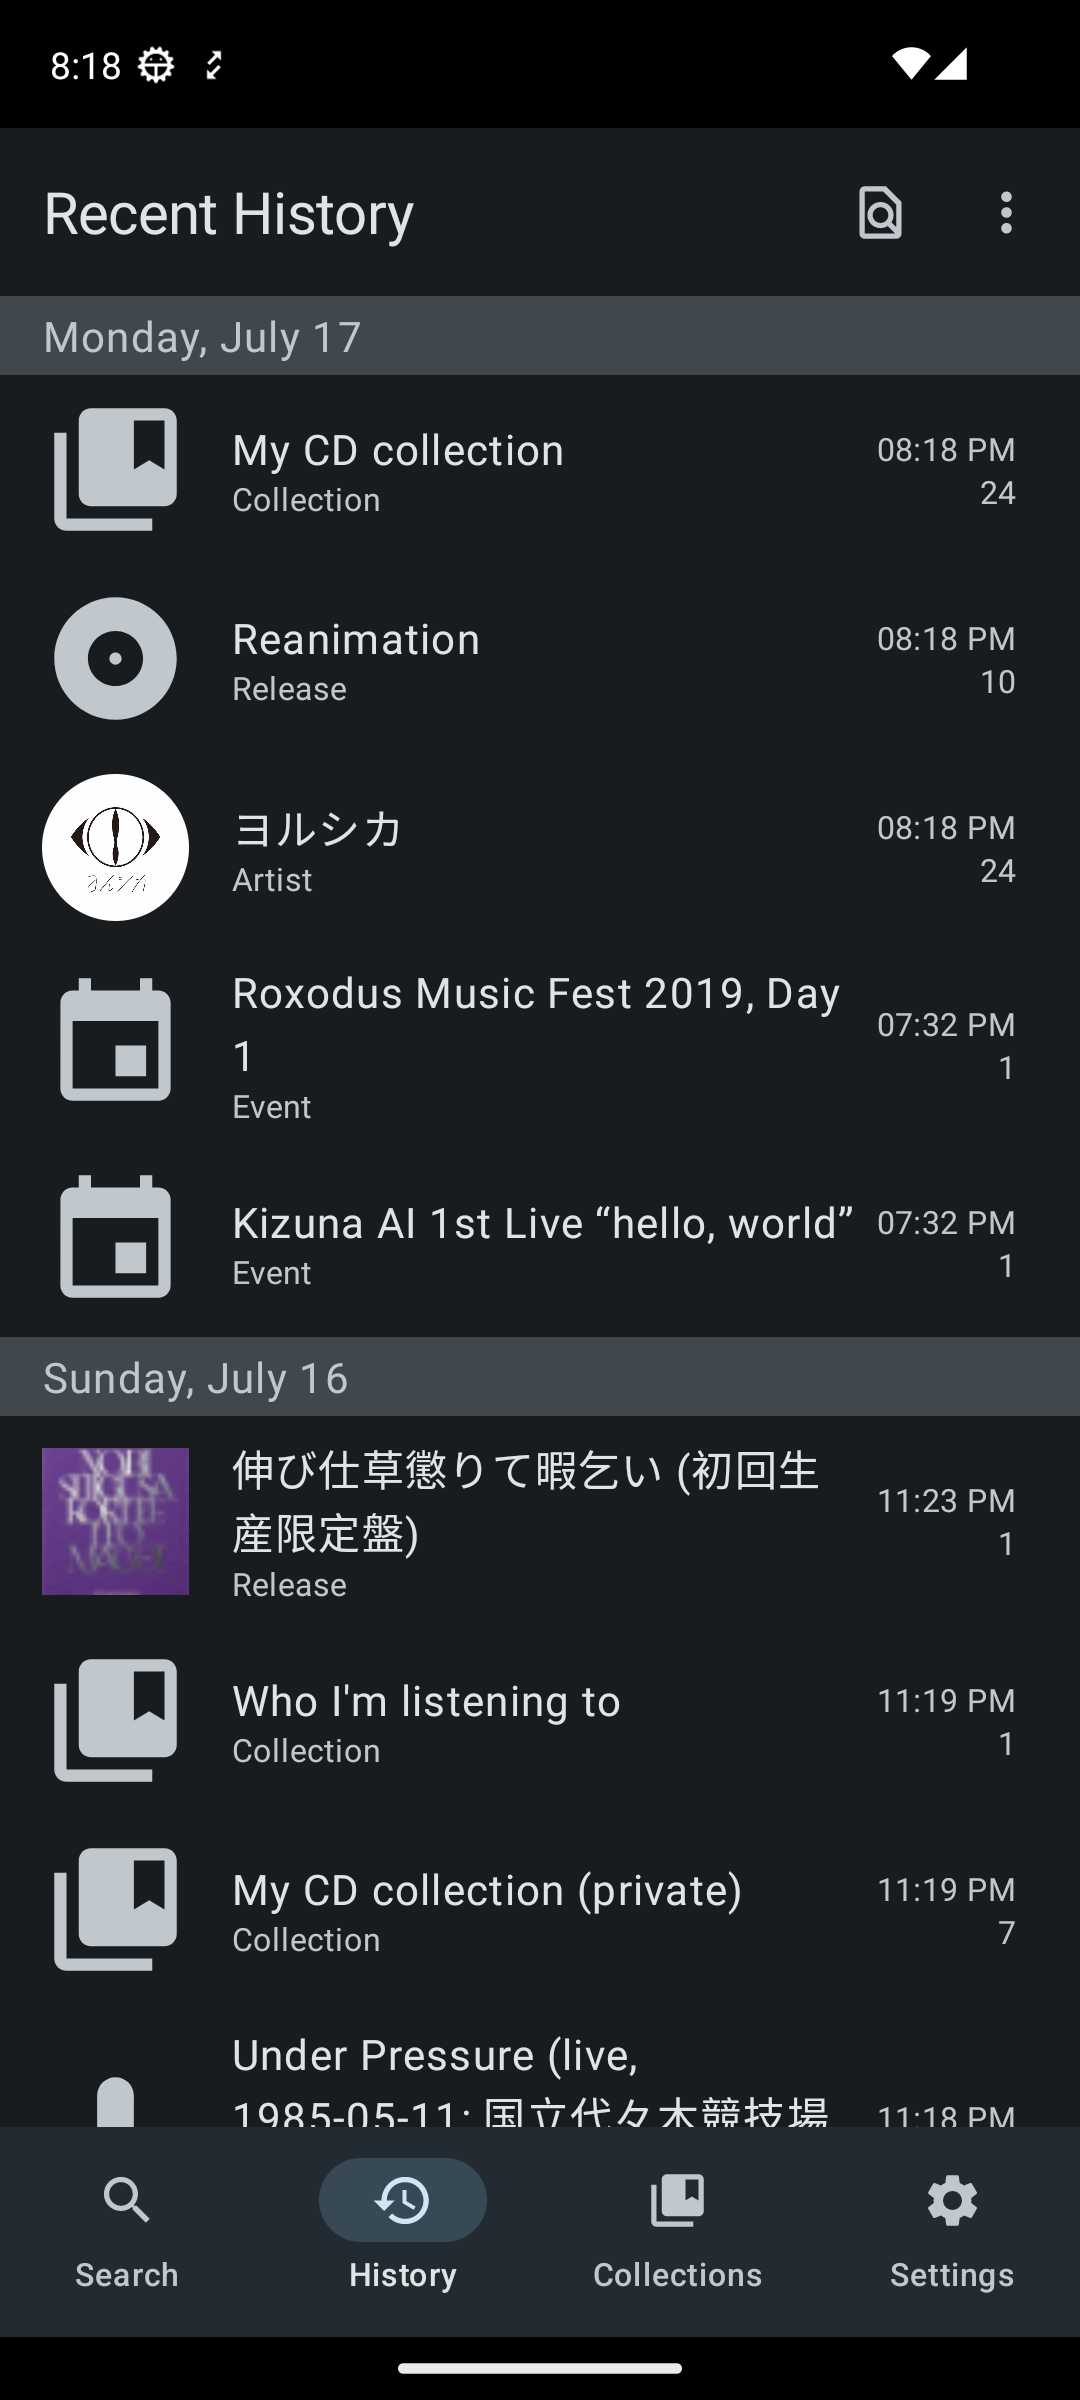 8:18
Recent History
Monday, July 17
My CD collection
Collection
08:18 PM
24
Reanimation
Release
08:18 PM
10
ヨルシカ
Artist
08:18 PM
24
Roxodus Music Fest 2019, Day
1
Event
07:32 PM
1
Kizuna AI 1st Live “hello, world”
Event
07:32 PM
1
Sunday, July 16
伸び仕草懲りて暇乞い (初回生
産限定盤)
Release
11:23 PM
1
Who I'm listening to
Collection
11:19 PM
1
My CD collection (private)
Collection
11:19 PM
7
Under Pressure (live,
1985-05-11: 国立代々木競技場
11:18 PM
Search
History
Collections
Settings